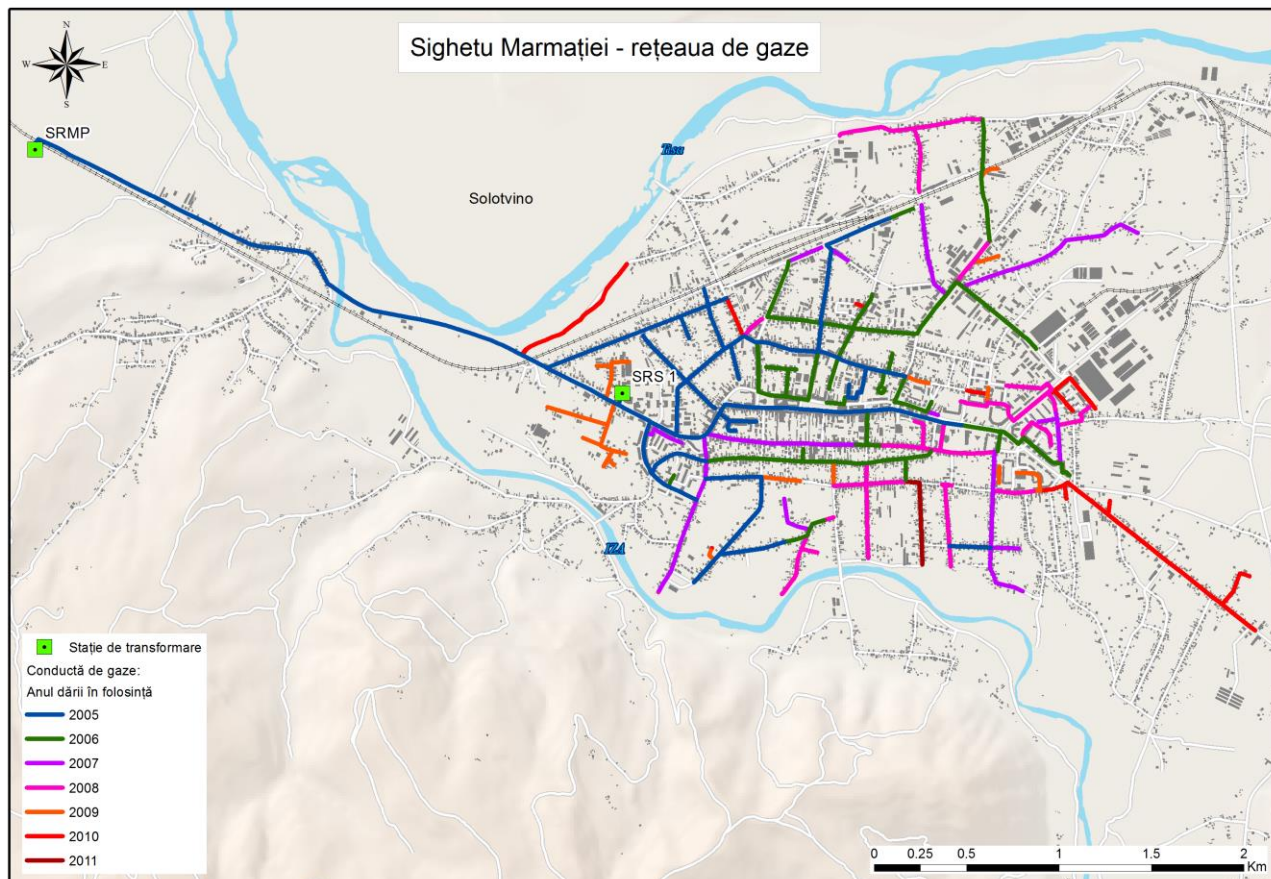 Sighetu Marmației - rețeaua de gaze
N
W
E
S
SRMP
Tisa
Solotvino
SRS 1
IZA
Stație de transformare
Conductă de gaze:
Anul dării în folosință
2005
2006
2007
2008
2009
2010
2011
0 0.25 0.5 1 1.5 2
Km